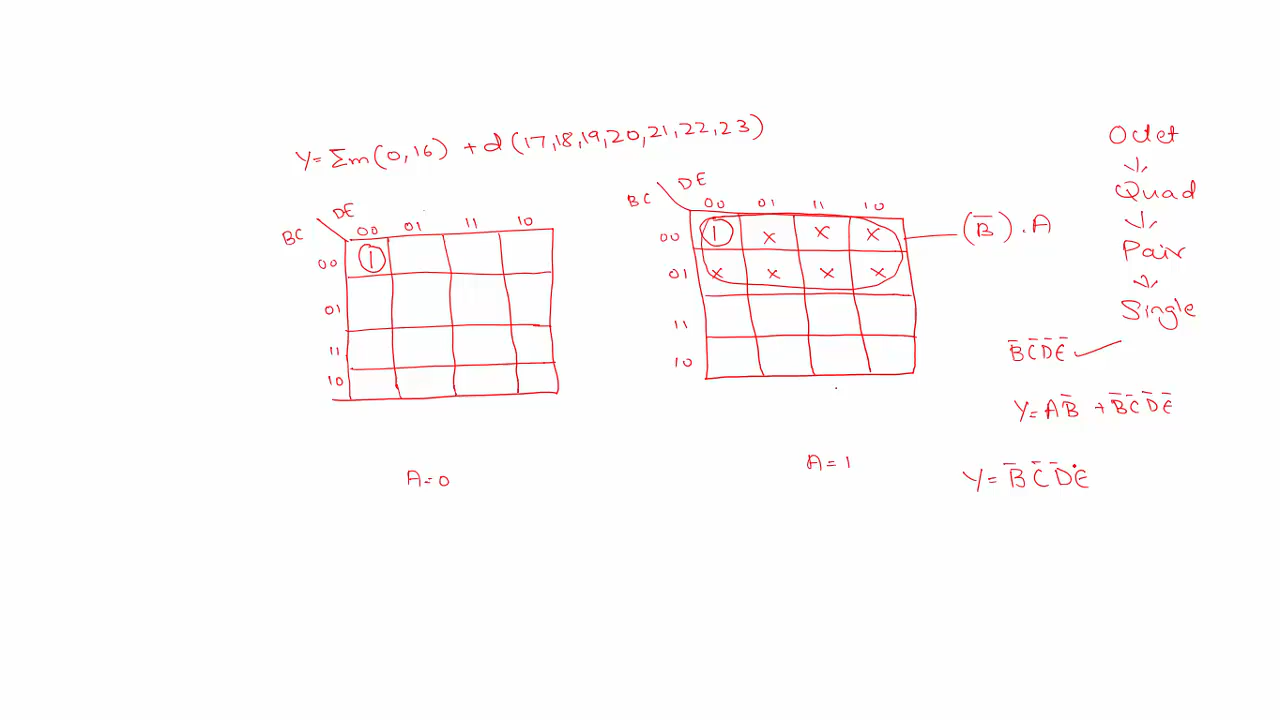 Y=Σm(0,16) + d(17,18,19,20,21,22,23)
DE
BC
00 01 11 10
00 1
01
11
10
A=0
DE
BC
00 01 11 10
00 1 x x x
01 x x x x
11
10
A=1
(B̅).A
Octet
↓
Quad
↓
Pair
↓
Single
B̅C̅D̅E̅
Y=AB̅ + B̅C̅D̅E̅
Y=B̅C̅D̅E